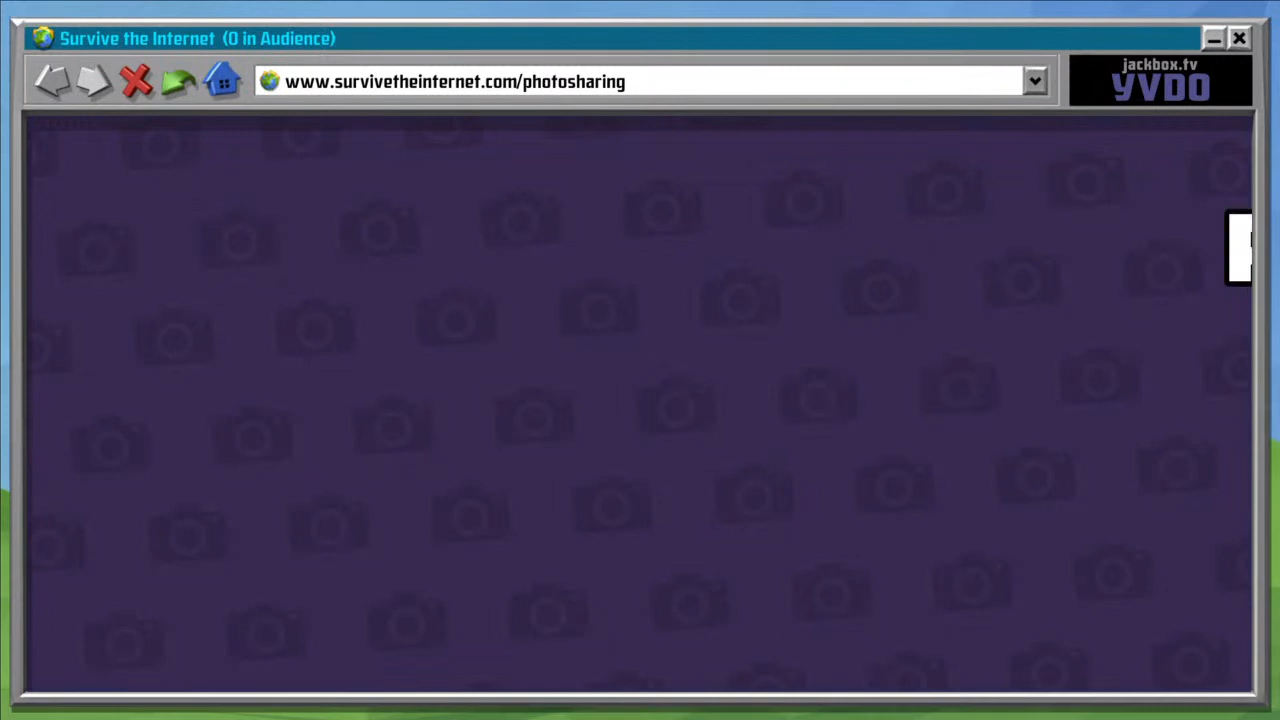 Survive the Internet (0 in Audience)
www.survivetheinternet.com/photosharing
jackbox.tv
YVDO